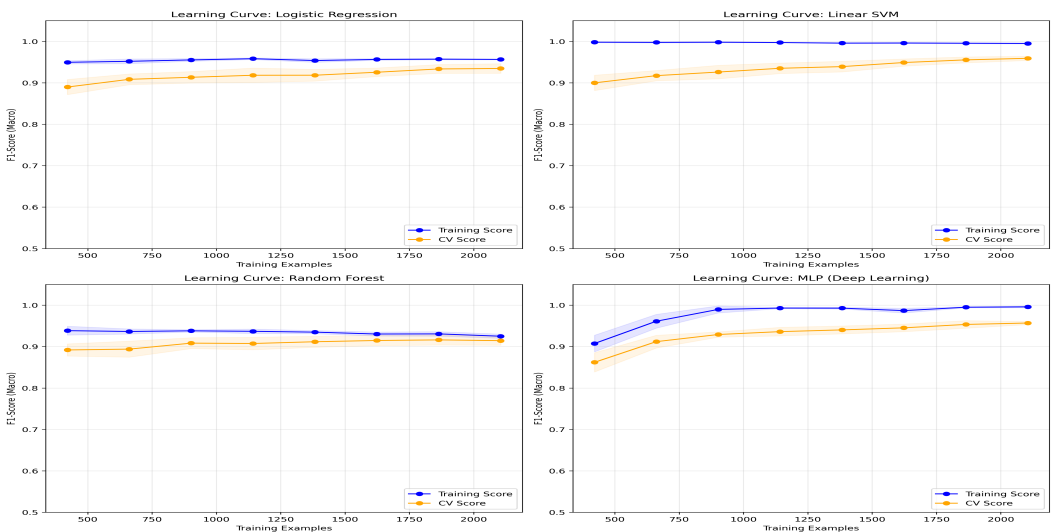 Learning Curve: Logistic Regression
F1-Score (Macro)
1.0
0.9
0.8
0.7
0.6
0.5
500 750 1000 1250 1500 1750 2000
Training Examples
Training Score
CV Score
Learning Curve: Linear SVM
F1-Score (Macro)
1.0
0.9
0.8
0.7
0.6
0.5
500 750 1000 1250 1500 1750 2000
Training Examples
Training Score
CV Score
Learning Curve: Random Forest
F1-Score (Macro)
1.0
0.9
0.8
0.7
0.6
0.5
500 750 1000 1250 1500 1750 2000
Training Examples
Training Score
CV Score
Learning Curve: MLP (Deep Learning)
F1-Score (Macro)
1.0
0.9
0.8
0.7
0.6
0.5
500 750 1000 1250 1500 1750 2000
Training Examples
Training Score
CV Score